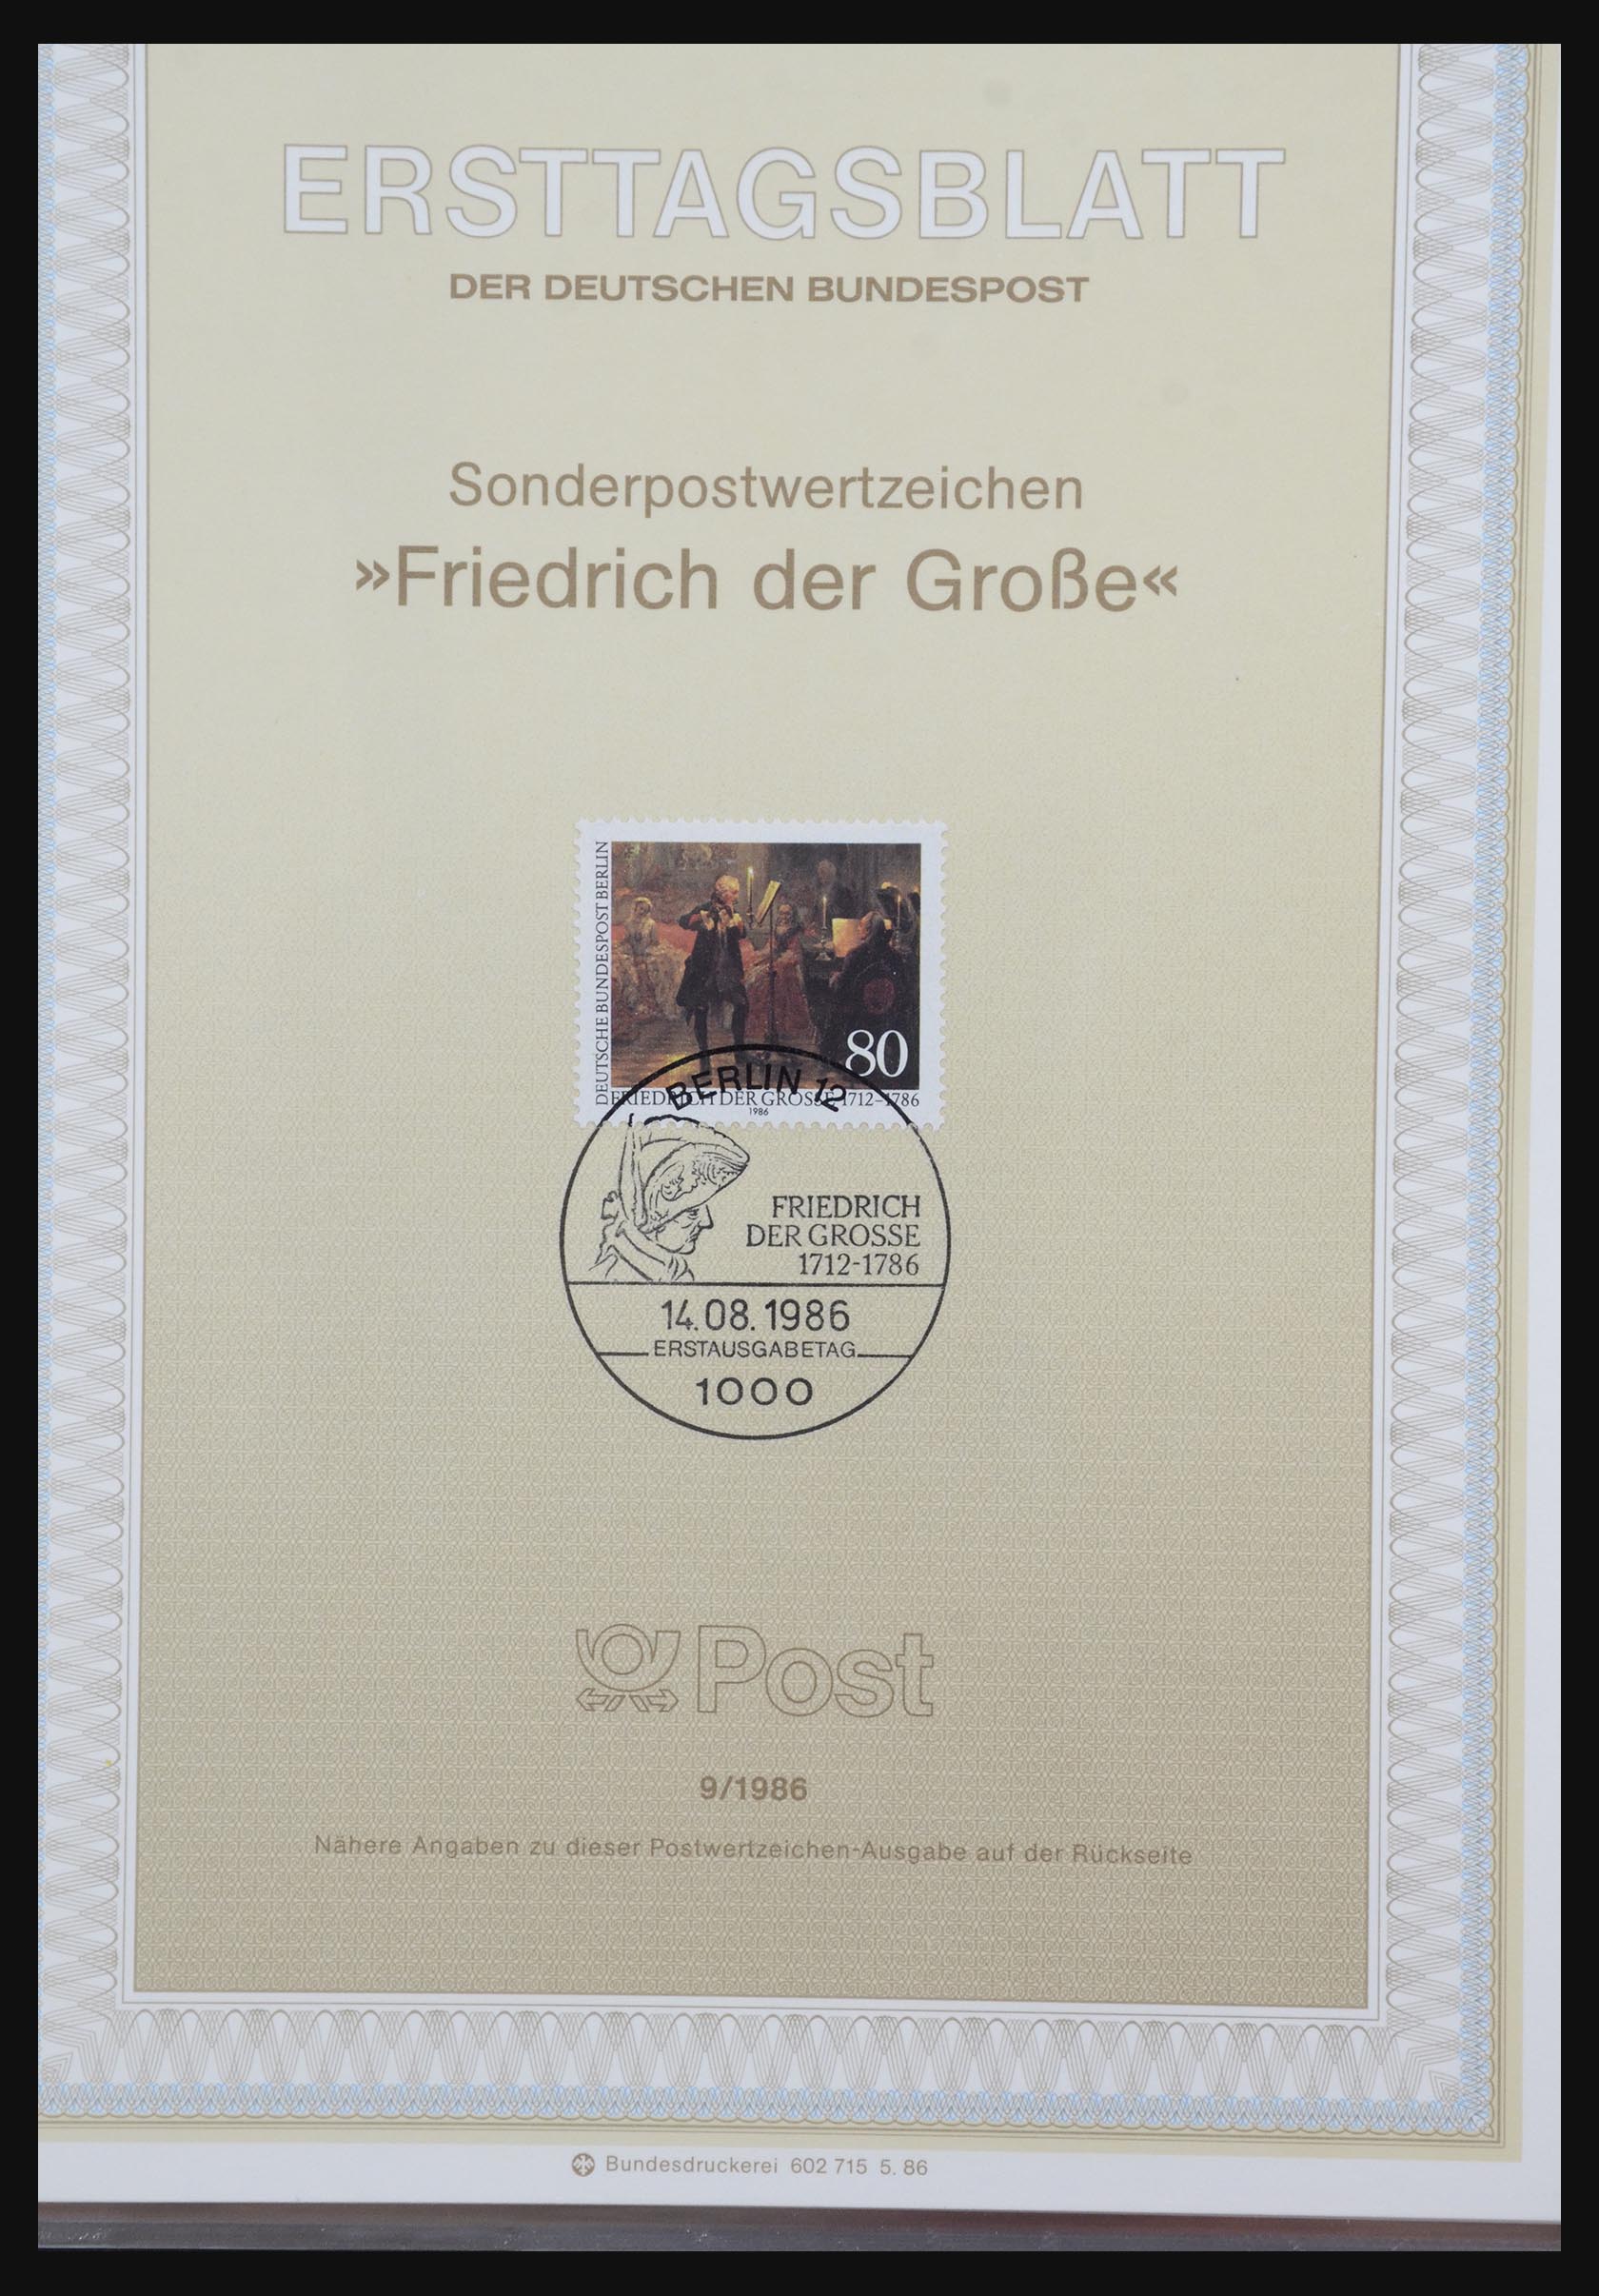 ERSTTAGSBLATT
DER DEUTSCHEN BUNDESPOST
Sonderpostwertzeichen
»Friedrich der Große«
DEUTSCHE BUNDESPOST BERLIN
80
FRIEDRICH DER GROSSE 1712–1786
1986
BERLIN 12
FRIEDRICH
DER GROSSE
1712-1786
14.08.1986
ERSTAUSGABETAG
1000
Post
9/1986
Nähere Angaben zu dieser Postwertzeichen-Ausgabe auf der Rückseite
Bundesdruckerei 602 715 5. 86